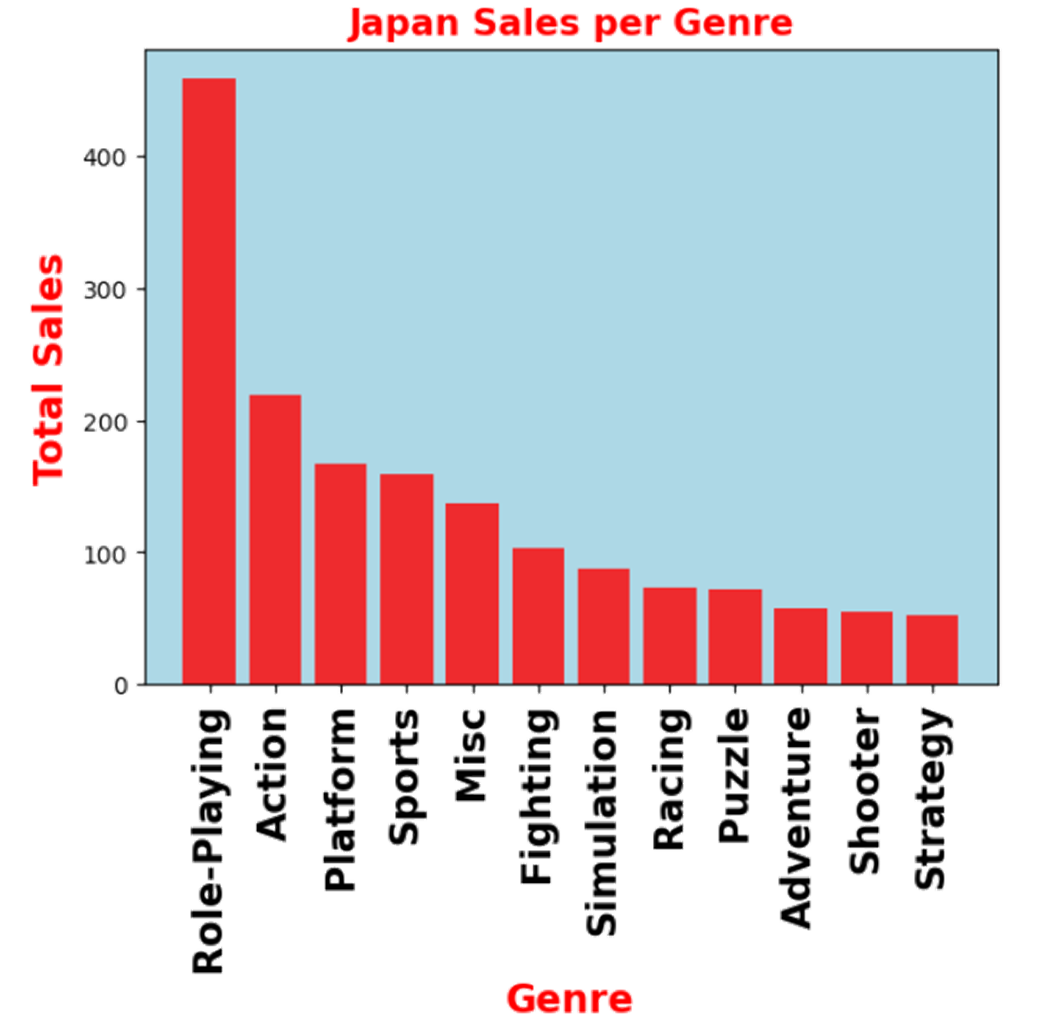 Japan Sales per Genre
Total Sales
400
300
200
100
0
Role-Playing
Action
Platform
Sports
Misc
Fighting
Simulation
Racing
Puzzle
Adventure
Shooter
Strategy
Genre